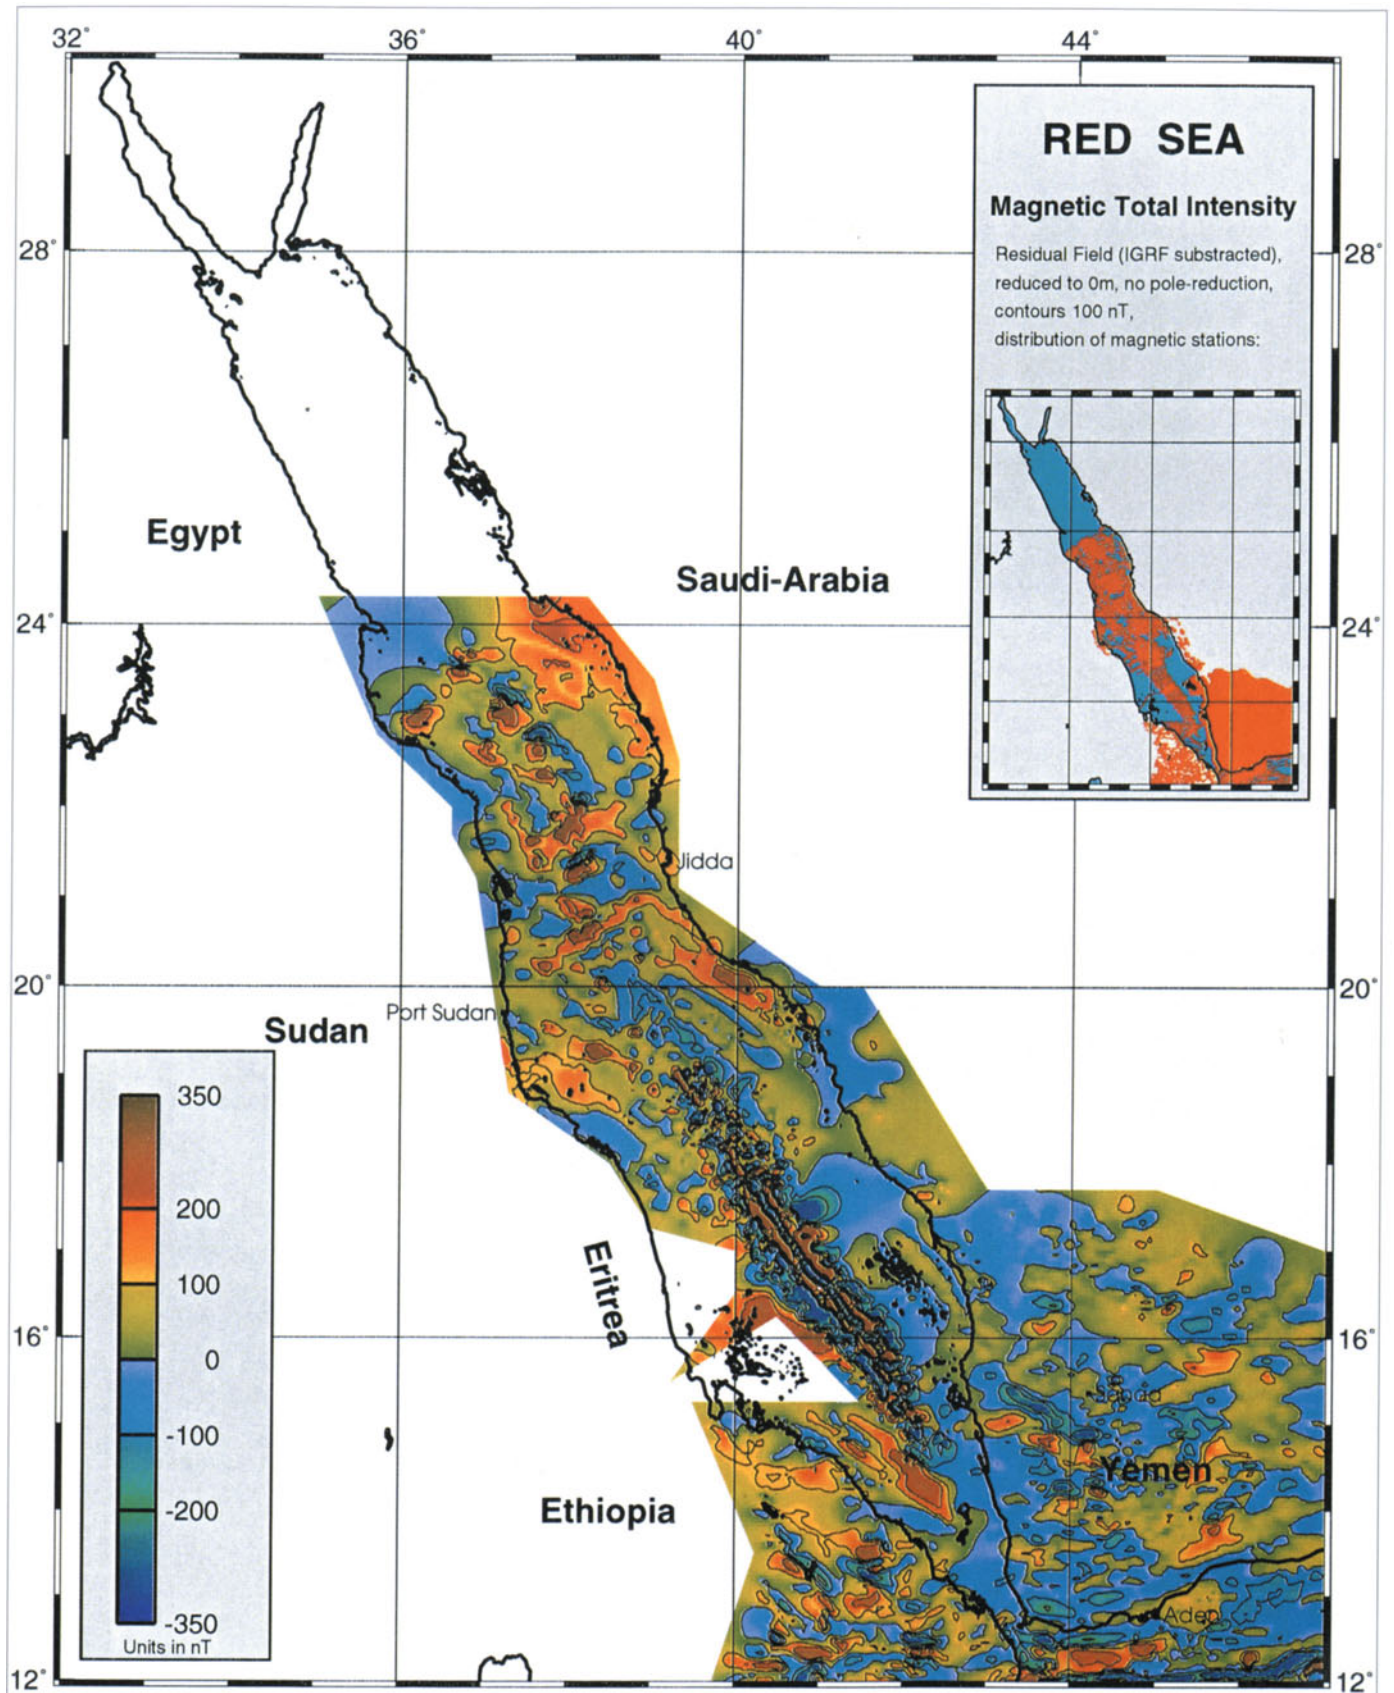 32° 36° 40° 44°
RED SEA
Magnetic Total Intensity
Residual Field (IGRF substracted),
reduced to 0m, no pole-reduction,
contours 100 nT,
distribution of magnetic stations:
28° 28°
Egypt
Saudi-Arabia
24° 24°
Jidda
20° 20°
Port Sudan
Sudan
350
200
100
0
-100
-200
-350
Units in nT
Eritrea
16° 16°
Yemen
Ethiopia
Aden
12° 12°